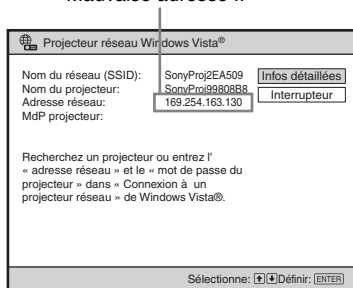 Projecteur réseau Windows Vista®
Nom du réseau (SSID): SonyProj2EA509 Infos détaillées
Nom du projecteur: SonyProj99808B8 Interrupteur
Adresse réseau: 169.254.163.130
MdP projecteur:
Recherchez un projecteur ou entrez l'
« adresse réseau » et le « mot de passe du
projecteur » dans « Connexion à un
projecteur réseau » de Windows Vista®.
Sélectionne: Définir: ENTER